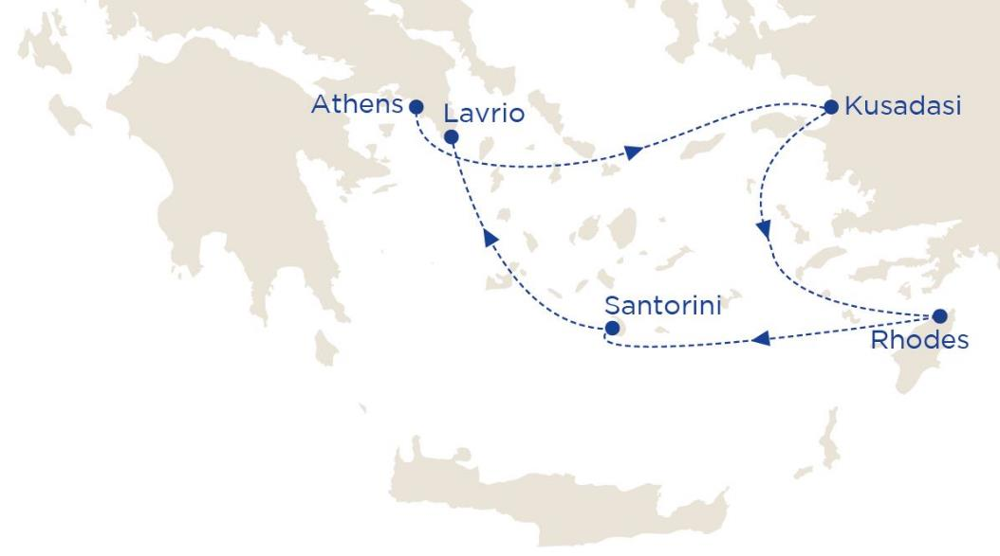 Athens
Lavrio
Kusadasi
Santorini
Rhodes